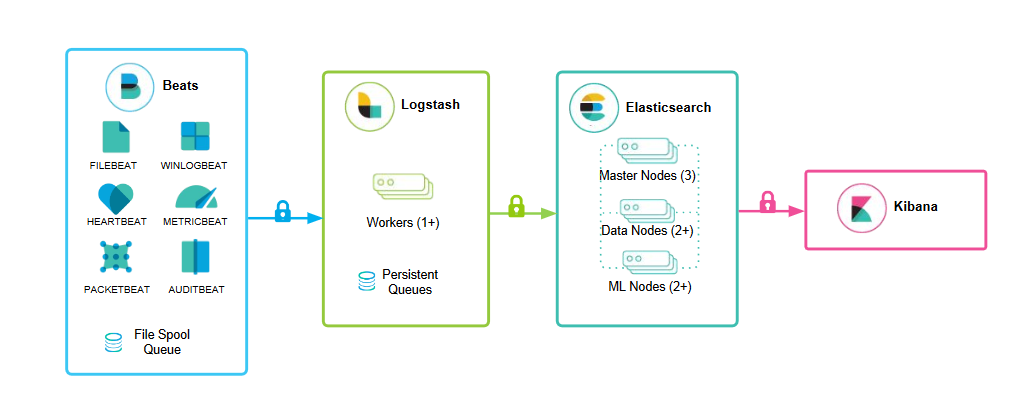 Beats
FILEBEAT
WINLOGBEAT
HEARTBEAT
METRICBEAT
PACKETBEAT
AUDITBEAT
File Spool
Queue
Logstash
Workers (1+)
Persistent
Queues
Elasticsearch
Master Nodes (3)
Data Nodes (2+)
ML Nodes (2+)
Kibana